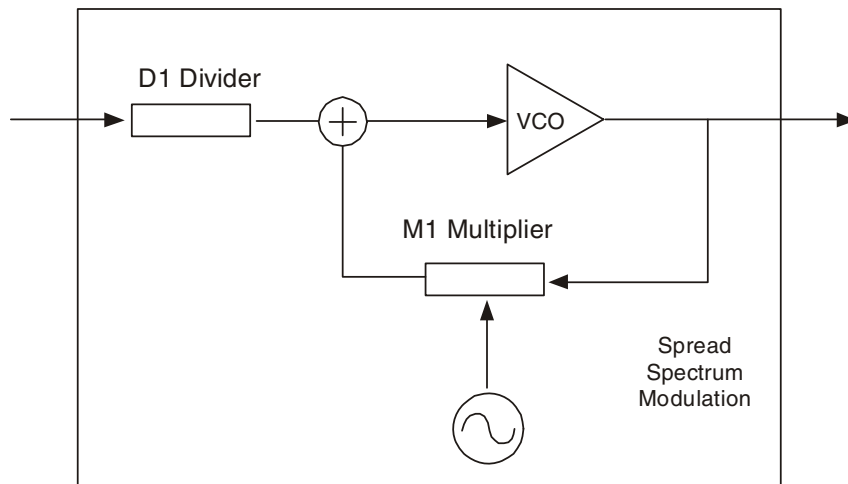 D1 Divider
VCO
M1 Multiplier
Spread
Spectrum
Modulation